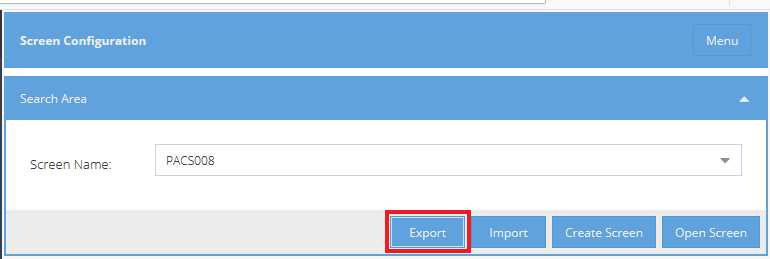 Screen Configuration
Menu
Search Area
Screen Name:
PACS008
Export
Import
Create Screen
Open Screen